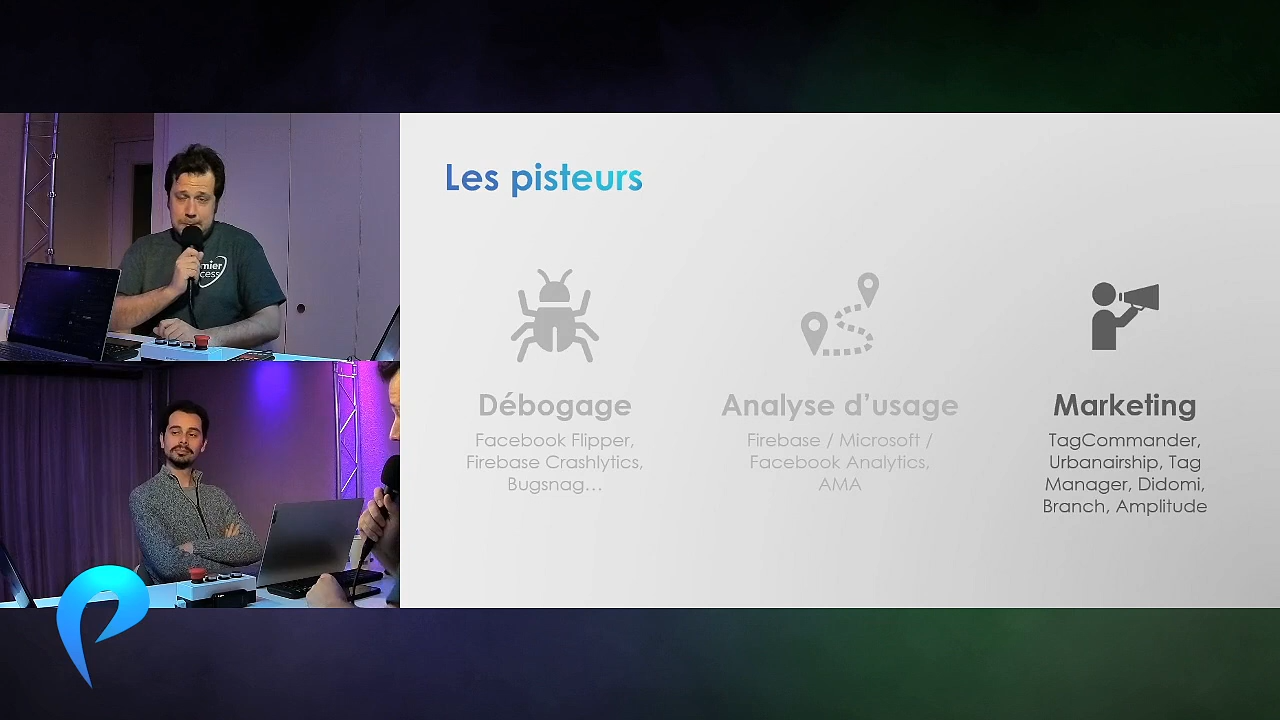 Les pisteurs
Débogage
Facebook Flipper,
Firebase Crashlytics,
Bugsnag…
Analyse d’usage
Firebase / Microsoft /
Facebook Analytics,
AMA
Marketing
TagCommander,
Urbanairship, Tag
Manager, Didomi,
Branch, Amplitude